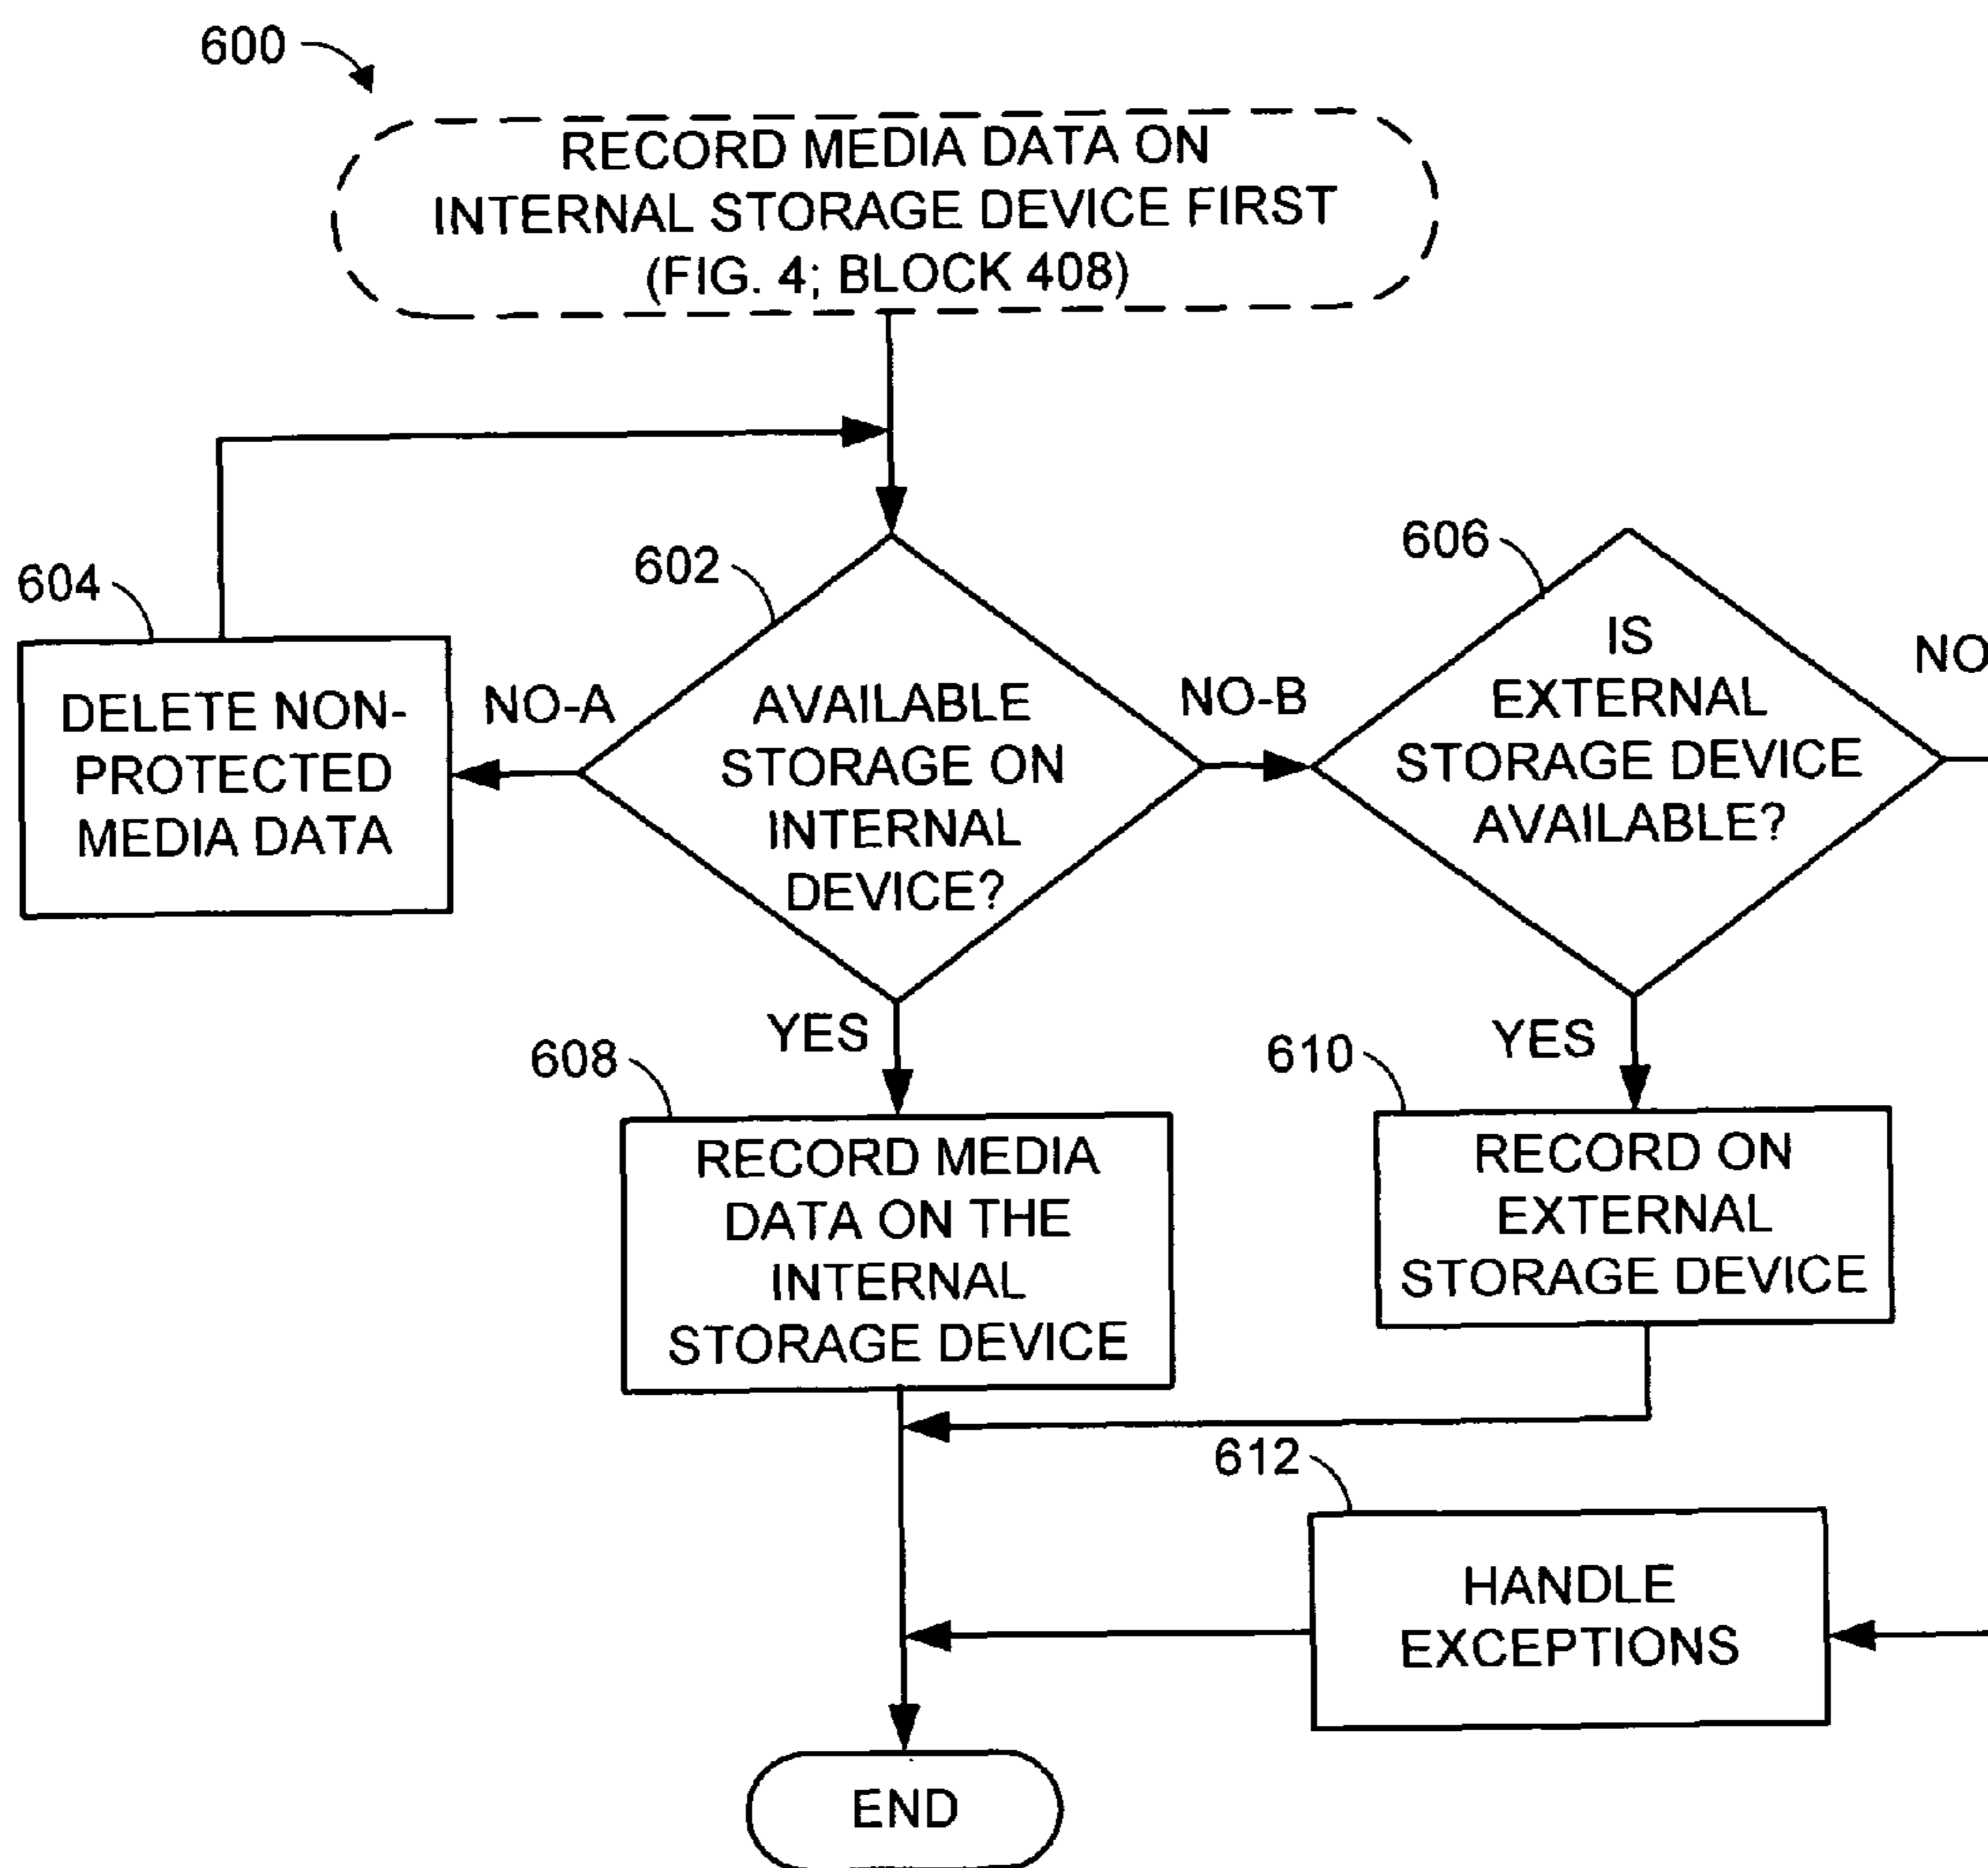 600
RECORD MEDIA DATA ON
INTERNAL STORAGE DEVICE FIRST
(FIG. 4; BLOCK 408)
604
DELETE NON-
PROTECTED
MEDIA DATA
NO-A
602
AVAILABLE
STORAGE ON
INTERNAL
DEVICE?
NO-B
606
IS
EXTERNAL
STORAGE DEVICE
AVAILABLE?
NO
YES
YES
608
RECORD MEDIA
DATA ON THE
INTERNAL
STORAGE DEVICE
610
RECORD ON
EXTERNAL
STORAGE DEVICE
612
HANDLE
EXCEPTIONS
END